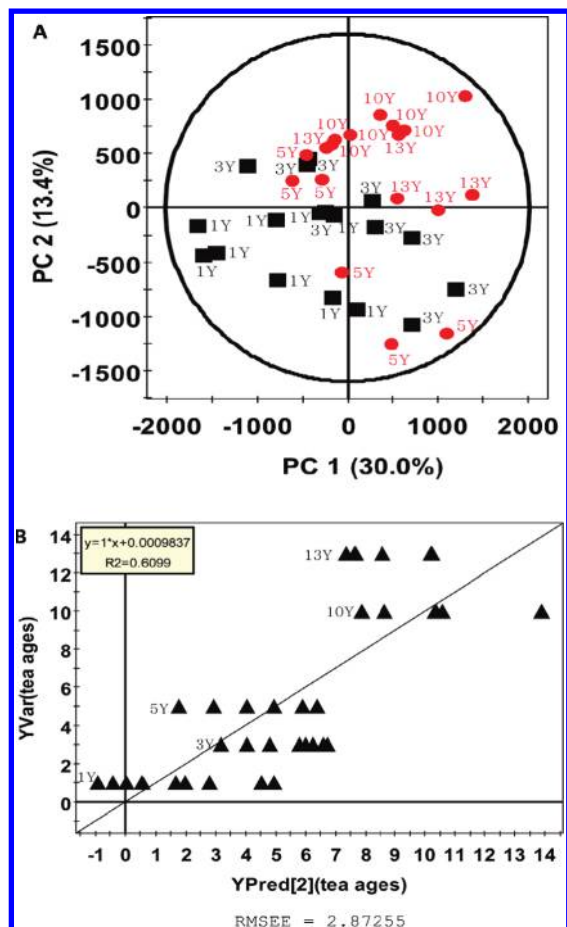 A
1500
1000
500
0
-500
-1000
-1500
PC 2 (13.4%)
10Y 10Y
10Y 10Y
13Y 10Y 10Y
5Y 10Y 13Y
3Y 3Y 3Y
5Y 5Y 3Y 13Y 13Y 13Y
1Y 1Y 1Y 3Y 1Y 3Y
1Y 1Y 3Y
5Y
1Y 1Y 1Y 3Y 3Y
5Y 5Y
-2000 -1000 0 1000 2000
PC 1 (30.0%)
B
y=1*x+0.0009837
R2=0.6099
14
12
10
8
6
4
2
0
YVar(tea ages)
13Y
10Y
5Y
3Y
1Y
-1 0 1 2 3 4 5 6 7 8 9 10 11 12 13 14
YPred[2](tea ages)
RMSEE = 2.87255